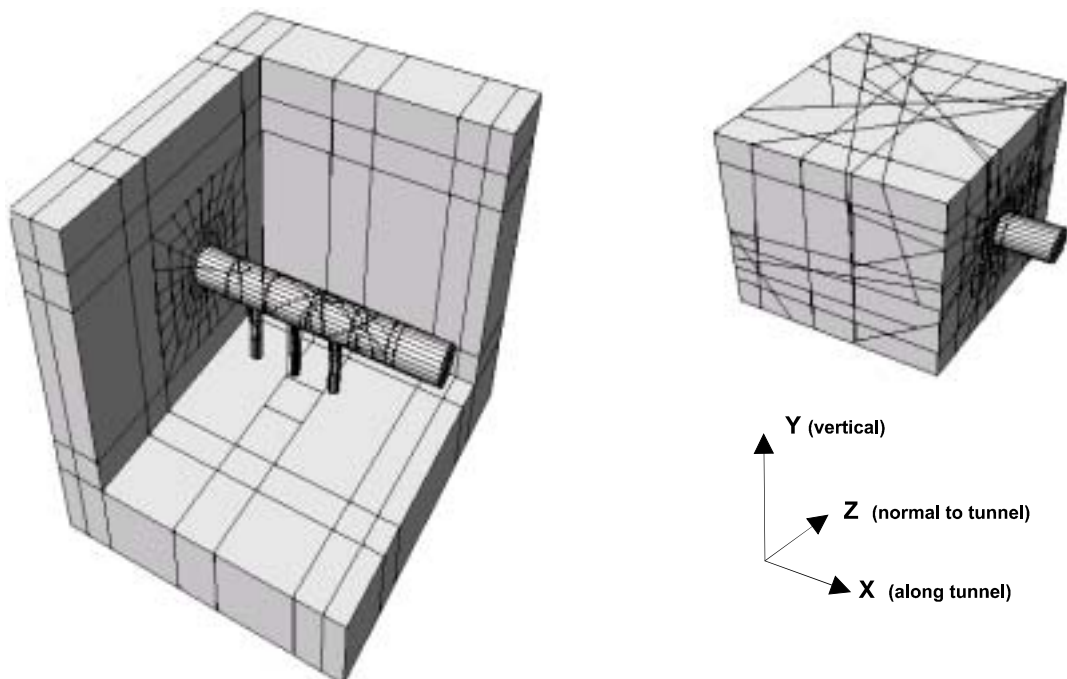 Y (vertical)
Z (normal to tunnel)
X (along tunnel)